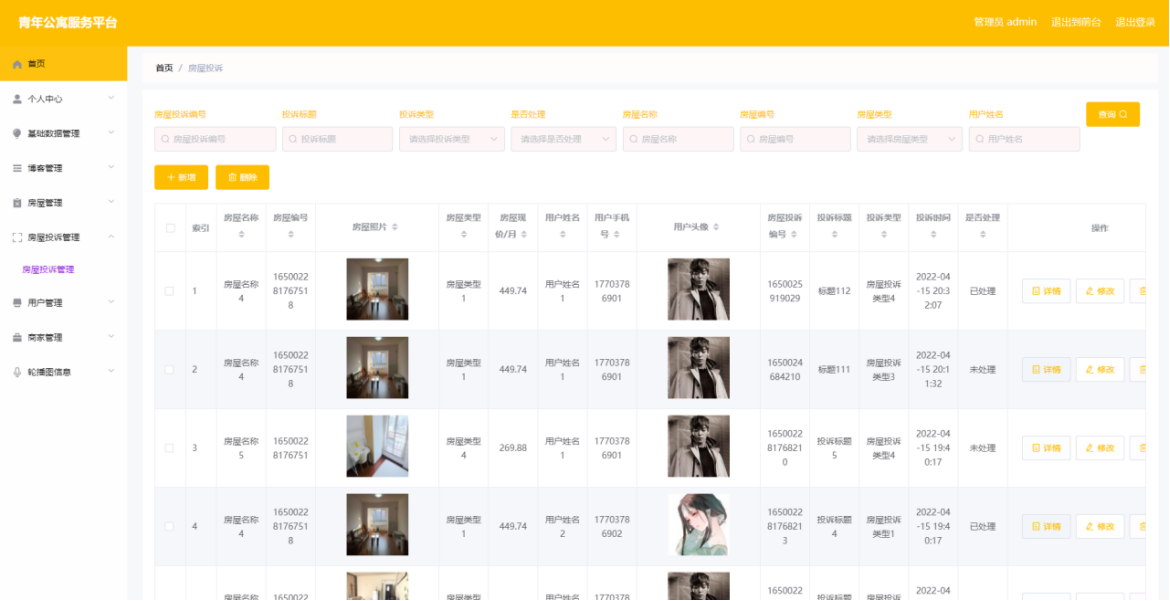 青年公寓服务平台
管理员 admin 退出到前台 退出登录
首页
个人中心
基础数据管理
博客管理
房屋管理
房屋投诉管理
房屋投诉管理
用户管理
商家管理
轮播图信息
首页 / 房屋投诉
房屋投诉编号 投诉标题 投诉类型 是否处理 房屋名称 房屋编号 房屋类型 用户姓名
房屋投诉编号 投诉标题 请选择投诉类型 请选择是否处理 房屋名称 房屋编号 请选择房屋类型 用户姓名
查询
新增 删除
索引 房屋名称 房屋编号 房屋照片 房屋类型 房屋现价/月 用户姓名 用户手机号 用户头像 房屋投诉编号 投诉标题 投诉类型 投诉时间 是否处理 操作
1 房屋名称4 165002281767518 房屋类型1 449.74 用户姓名1 17703786901 1650025919029 标题112 房屋投诉类型4 2022-04-15 20:32:07 已处理 详情 修改
2 房屋名称4 165002281767518 房屋类型1 449.74 用户姓名1 17703786901 1650024684210 标题111 房屋投诉类型3 2022-04-15 20:11:32 未处理 详情 修改
3 房屋名称5 16500228176751 房屋类型4 269.88 用户姓名1 17703786901 165002281768210 投诉标题5 房屋投诉类型4 2022-04-15 19:40:17 未处理 详情 修改
4 房屋名称4 165002281767518 房屋类型1 449.74 用户姓名2 17703786902 165002281768213 投诉标题4 房屋投诉类型1 2022-04-15 19:40:17 已处理 详情 修改
房屋名称 1650022 房屋类型 用户姓名 1770378 1650022 投诉标题 房屋投诉 2022-04